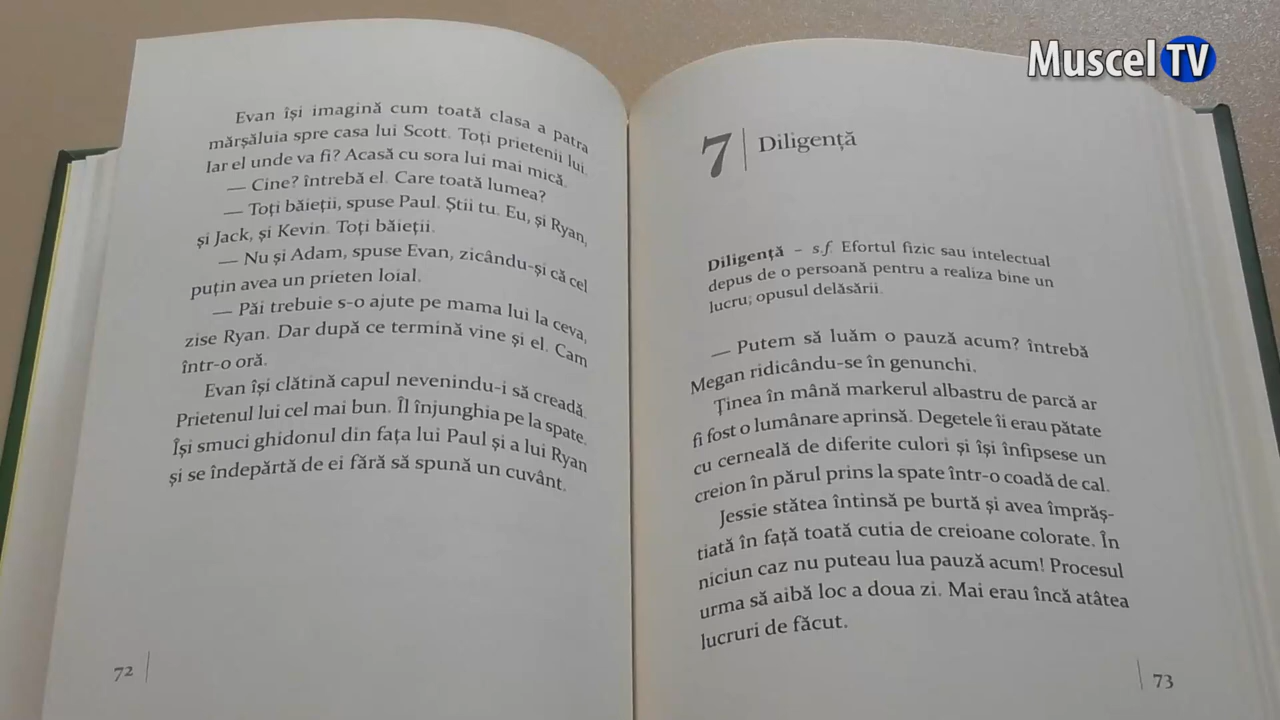 Muscel TV
Evan își imagină cum toată clasa a patra
mărșăluia spre casa lui Scott. Toți prietenii lui.
Iar el unde va fi? Acasă cu sora lui mai mică.
— Cine? întrebă el. Care toată lumea?
— Toți băieții, spuse Paul. Știi tu. Eu, și Ryan,
și Jack, și Kevin. Toți băieții.
— Nu și Adam, spuse Evan, zicându-și că cel
puțin avea un prieten loial.
— Păi trebuie s-o ajute pe mama lui la ceva,
zise Ryan. Dar după ce termină vine și el. Cam
într-o oră.
Evan își clătină capul nevenindu-i să creadă.
Prietenul lui cel mai bun. Îl înjunghia pe la spate.
Își smuci ghidonul din fața lui Paul și a lui Ryan
și se îndepărtă de ei fără să spună un cuvânt.
72
7 Diligență
Diligență – s.f. Efortul fizic sau intelectual
depus de o persoană pentru a realiza bine un
lucru; opusul delăsării.
— Putem să luăm o pauză acum? întrebă
Megan ridicându-se în genunchi.
Ținea în mână markerul albastru de parcă ar
fi fost o lumânare aprinsă. Degetele îi erau pătate
cu cerneală de diferite culori și își înfipsese un
creion în părul prins la spate într-o coadă de cal.
Jessie stătea întinsă pe burtă și avea împrăș-
tiată în față toată cutia de creioane colorate. În
niciun caz nu puteau lua pauză acum! Procesul
urma să aibă loc a doua zi. Mai erau încă atâtea
lucruri de făcut.
73